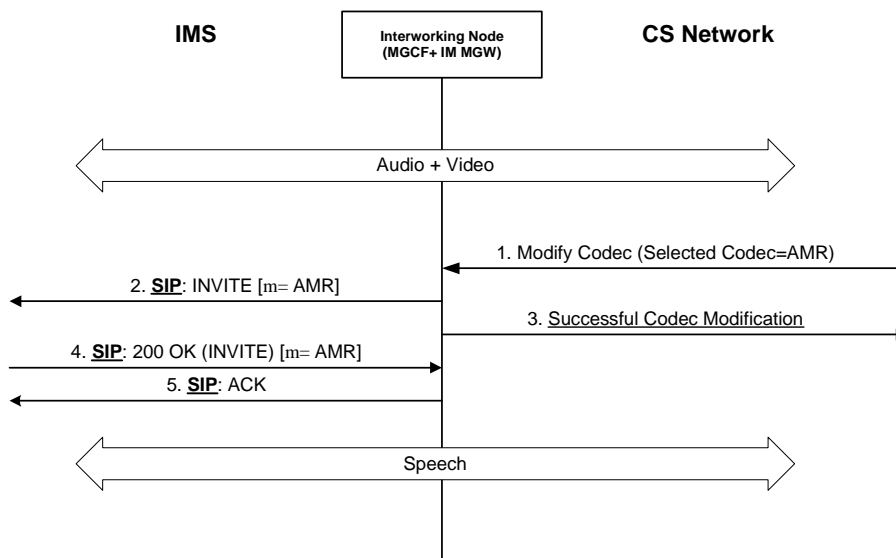 IMS
Interworking Node
(MGCF+ IM MGW)
CS Network
Audio + Video
1. Modify Codec (Selected Codec=AMR)
2. SIP: INVITE [m= AMR]
3. Successful Codec Modification
4. SIP: 200 OK (INVITE) [m= AMR]
5. SIP: ACK
Speech